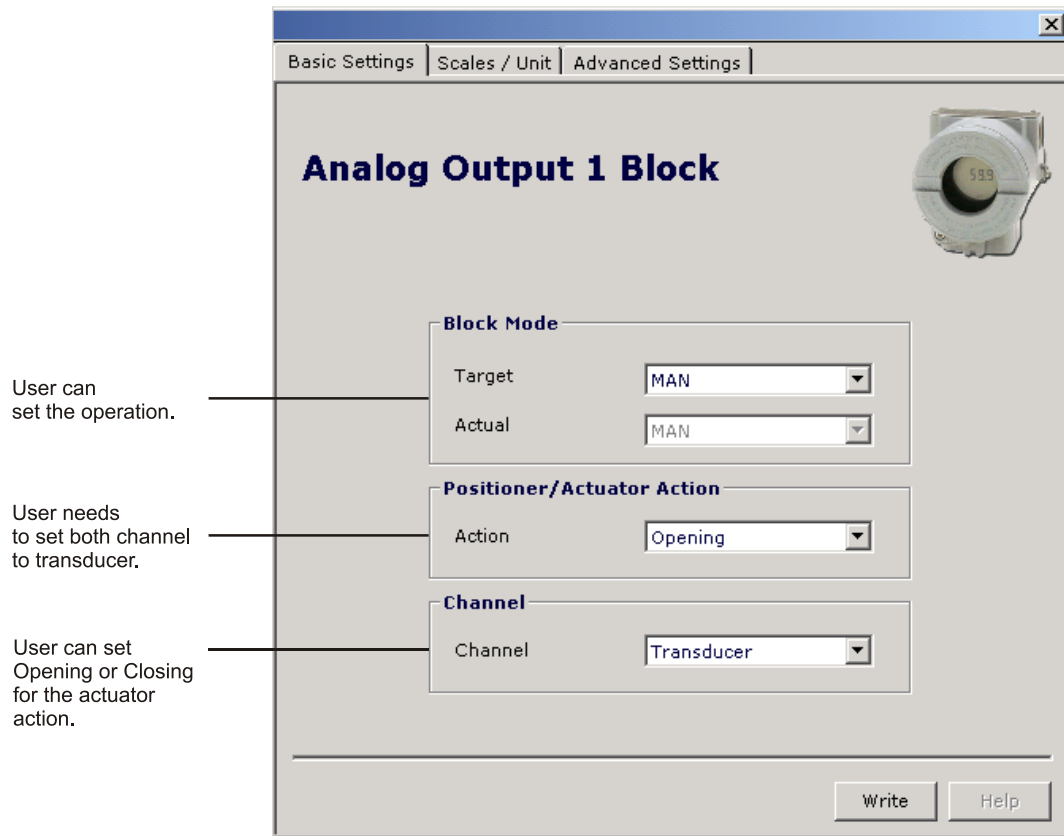 Basic Settings
Scales / Unit
Advanced Settings
Analog Output 1 Block
59.9
Block Mode
User can
set the operation.
Target
MAN
Actual
MAN
Positioner/Actuator Action
User needs
to set both channel
to transducer.
Action
Opening
Channel
User can set
Opening or Closing
for the actuator
action.
Channel
Transducer
Write
Help